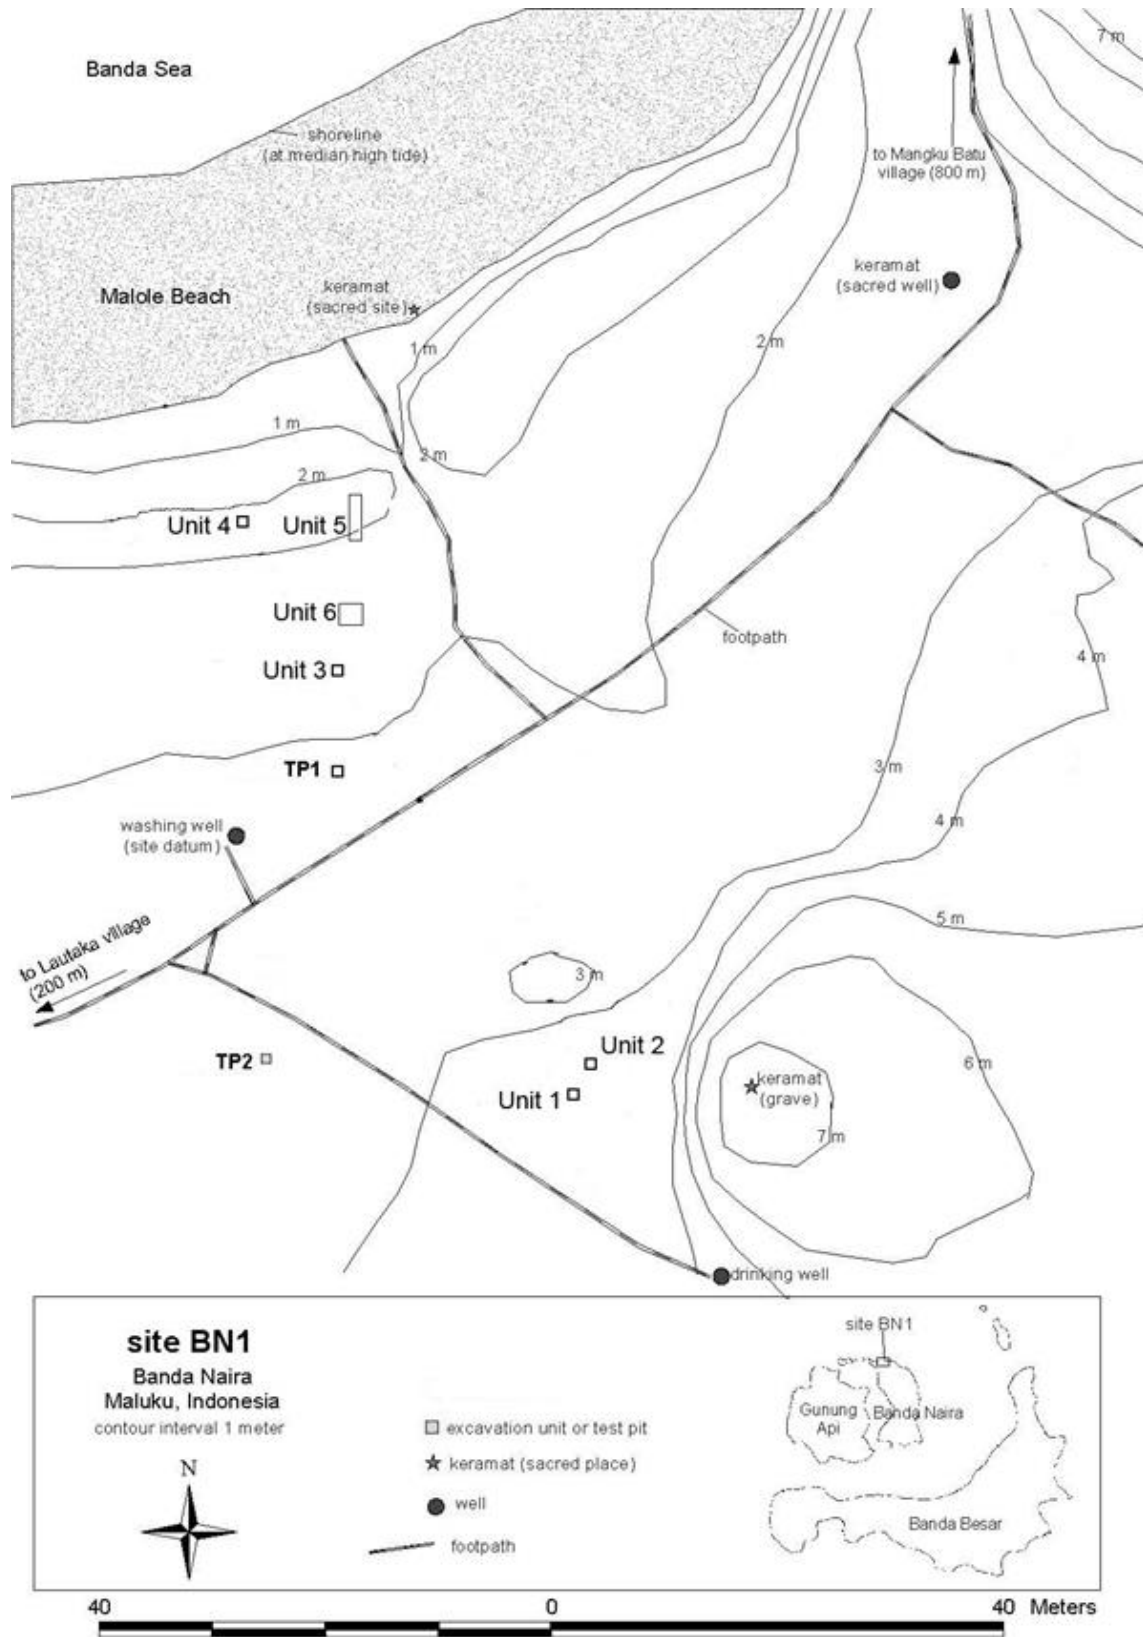 Banda Sea
shoreline
(at median high tide)
7 m
to Mangku Batu
village (800 m)
keramat
(sacred well)
Malole Beach
keramat
(sacred site)
1 m
2 m
1 m
2 m
2 m
Unit 4
Unit 5
Unit 6
footpath
4 m
Unit 3
TP1
3 m
washing well
(site datum)
4 m
5 m
to Lautaka village
(200 m)
3 m
Unit 2
TP2
6 m
keramat
(grave)
Unit 1
7 m
drinking well
site BN1
Banda Naira
Maluku, Indonesia
contour interval 1 meter
N
excavation unit or test pit
keramat (sacred place)
well
footpath
site BN1
Gunung
Api
Banda Naira
Banda Besar
40
0
40 Meters